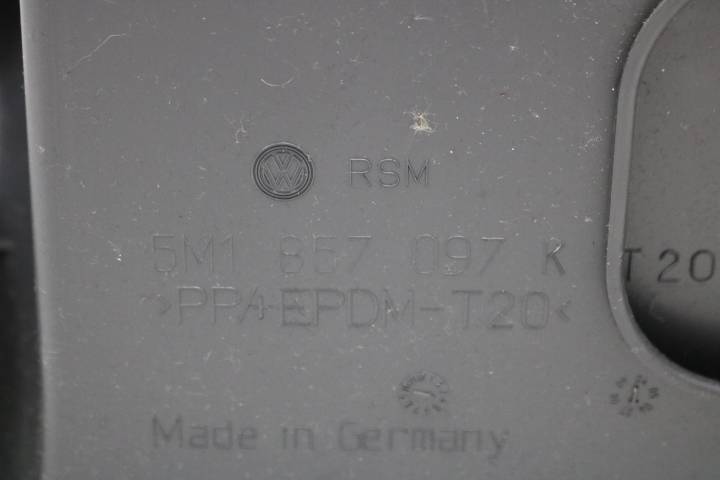 RSM
5M1 857 097 K
>PP+EPDM-T20<
T20
Made in Germany